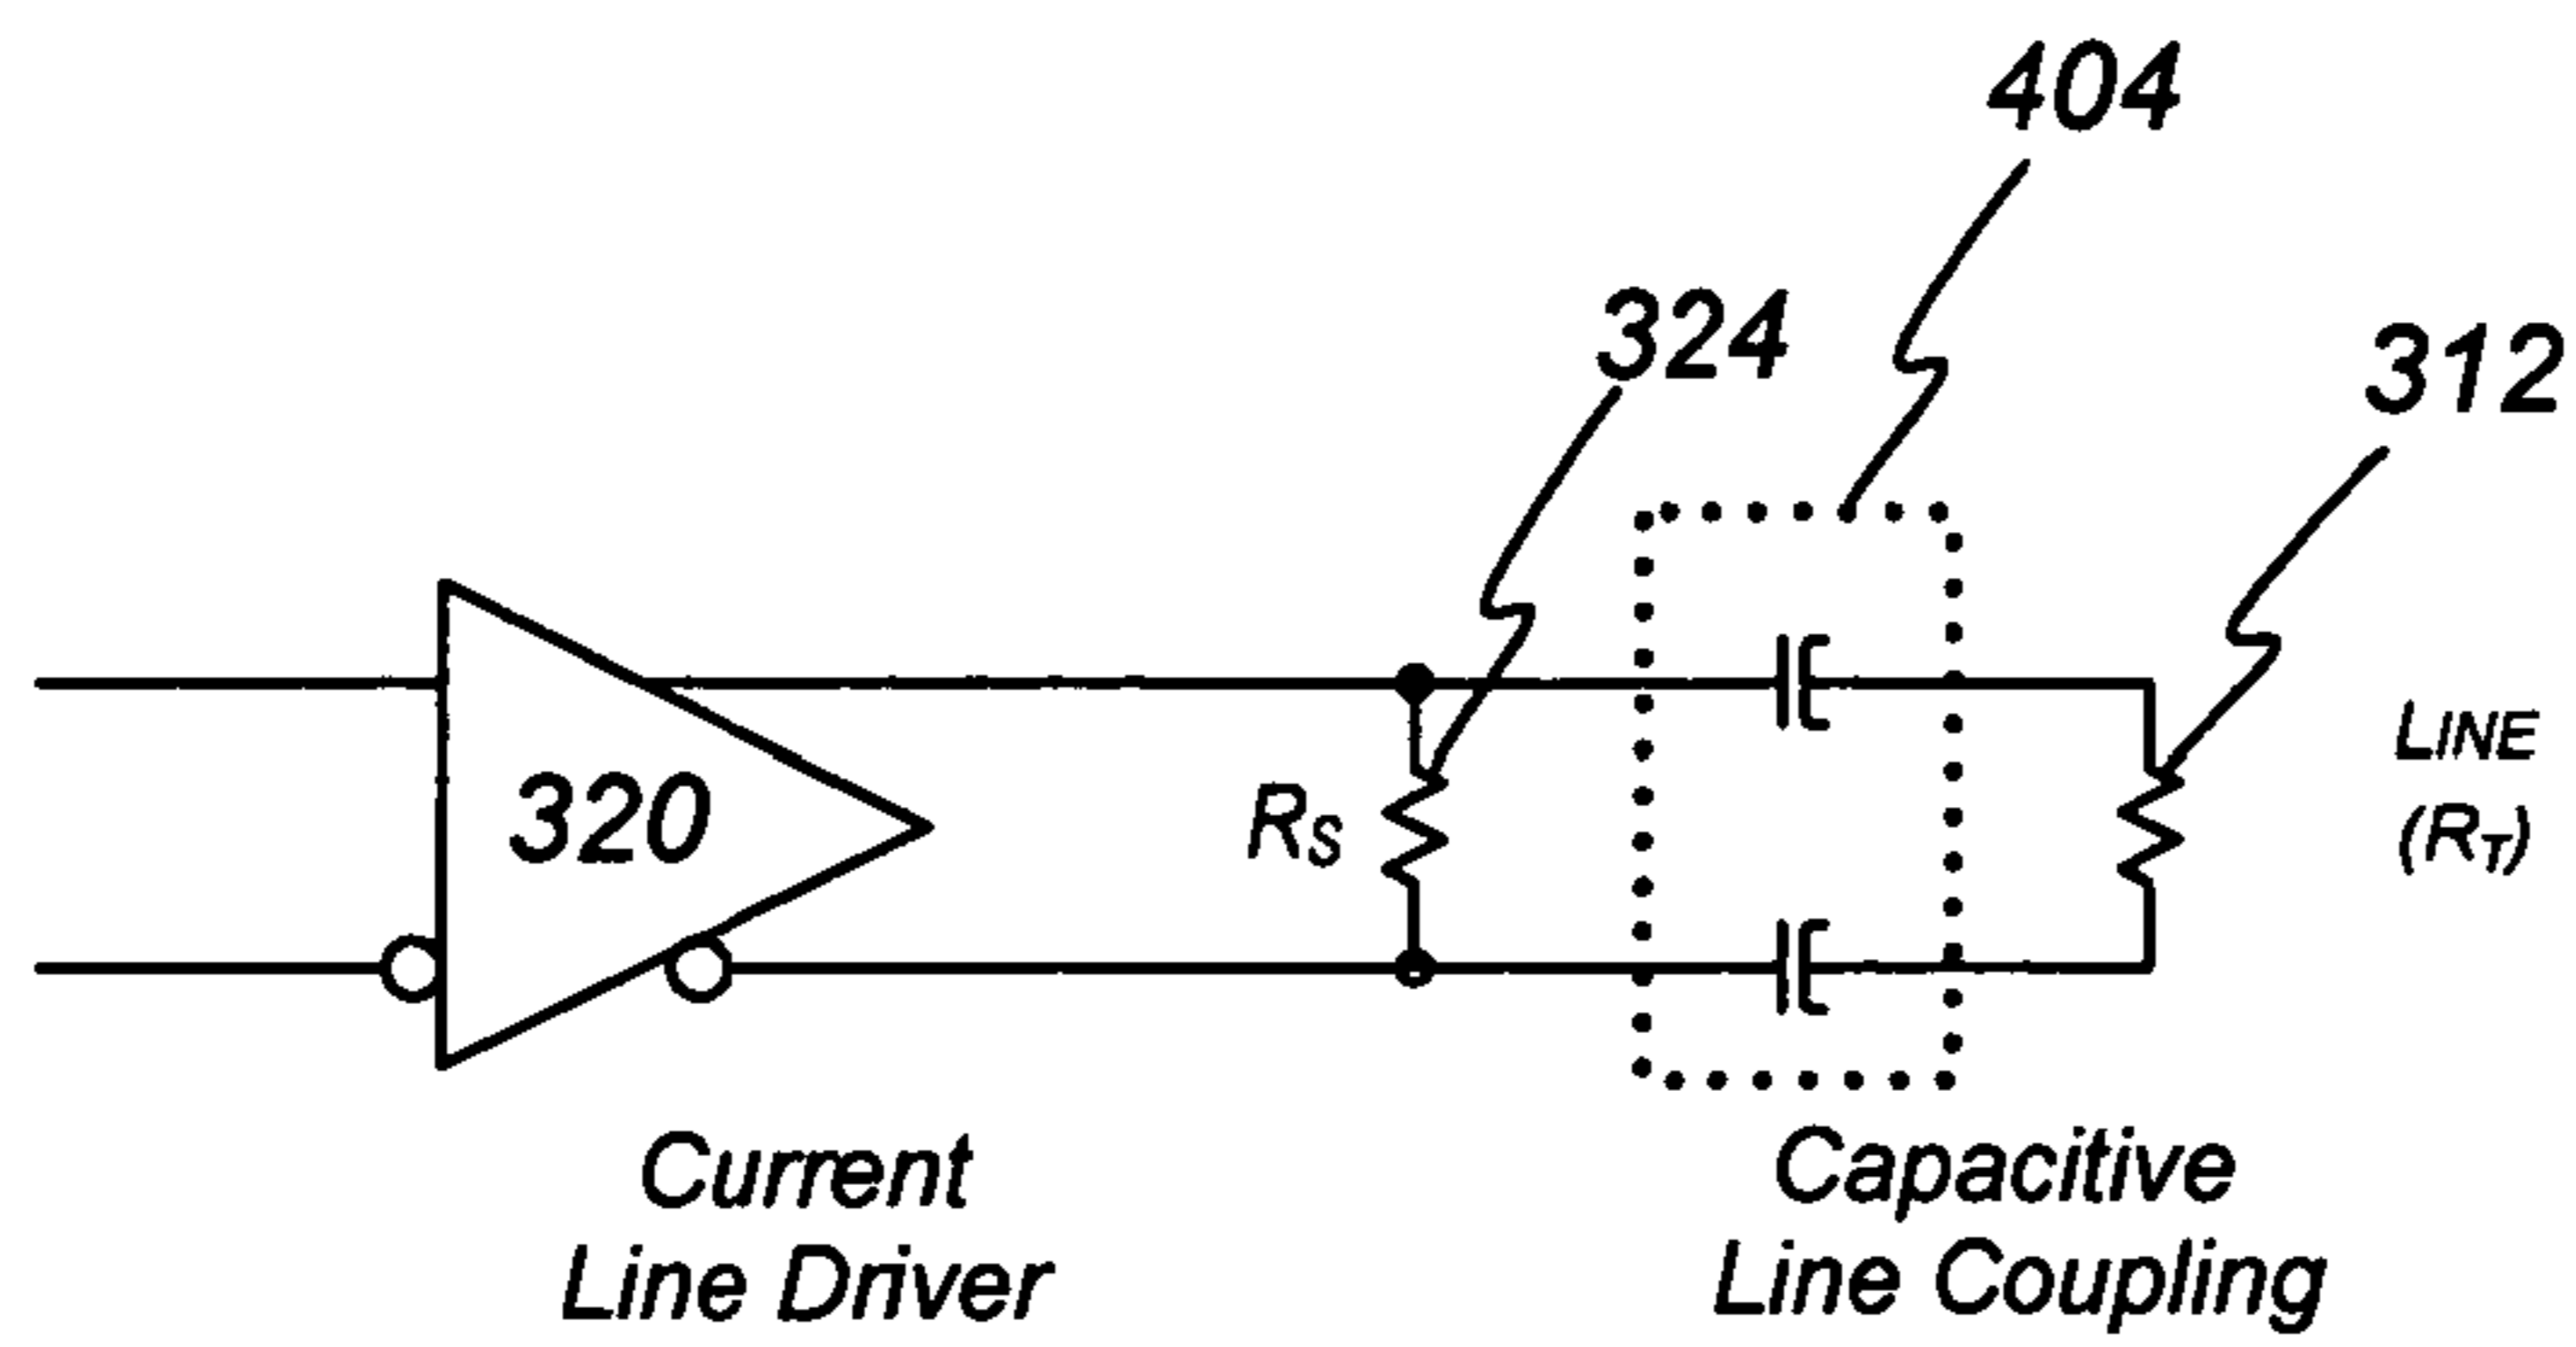 404
324
312
320
RS
LINE
(RT)
Current
Line Driver
Capacitive
Line Coupling